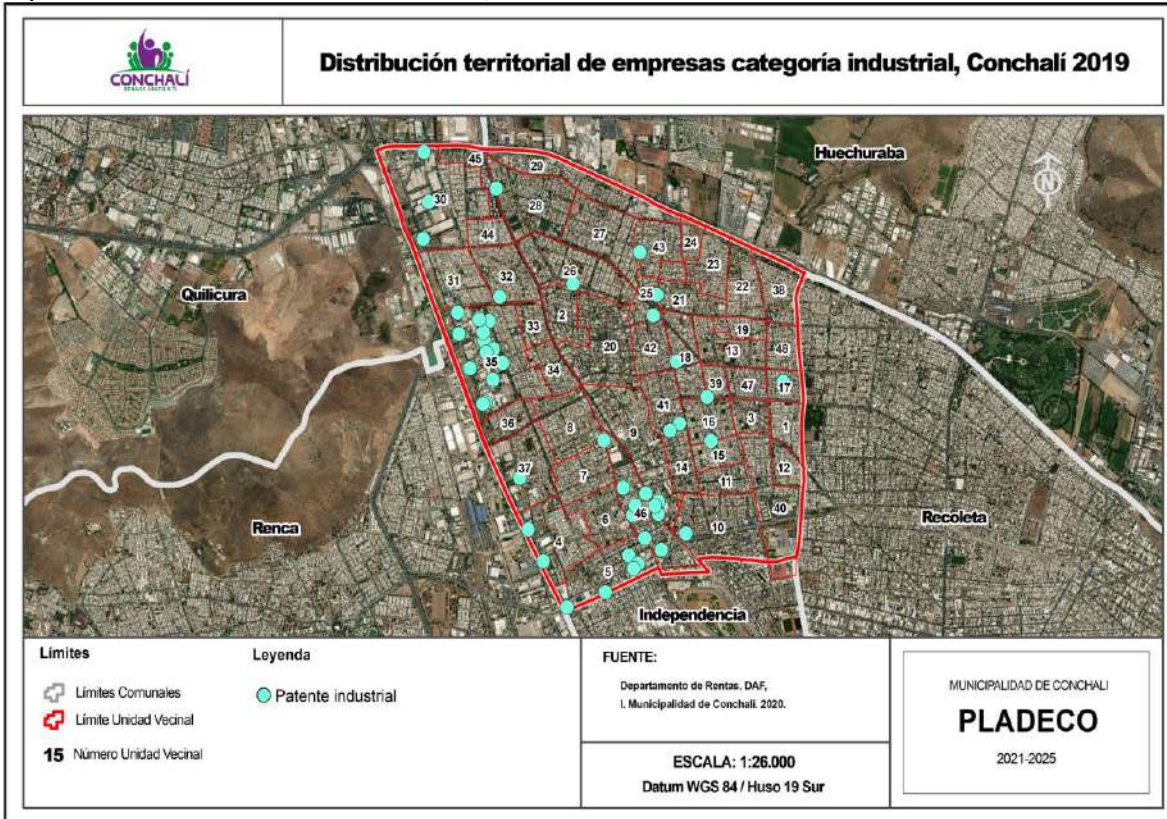 CONCHALÍ
Distribución territorial de empresas categoría industrial, Conchalí 2019
Huechuraba
45
29
30
28
27
44
43
24
23
Quilicura
31
32
26
25
21
22
38
33
2
19
20
42
18
13
48
35
34
47
17
39
36
8
9
41
16
3
1
15
37
7
14
11
12
46
6
10
40
Renca
Recoleta
4
5
Independencia
Límites
Límites Comunales
Límite Unidad Vecinal
15 Número Unidad Vecinal
Leyenda
Patente industrial
FUENTE:
Departamento de Rentas, DAF,
I. Municipalidad de Conchalí. 2020.
ESCALA: 1:26.000
Datum WGS 84 / Huso 19 Sur
MUNICIPALIDAD DE CONCHALI
PLADECO
2021-2025
N